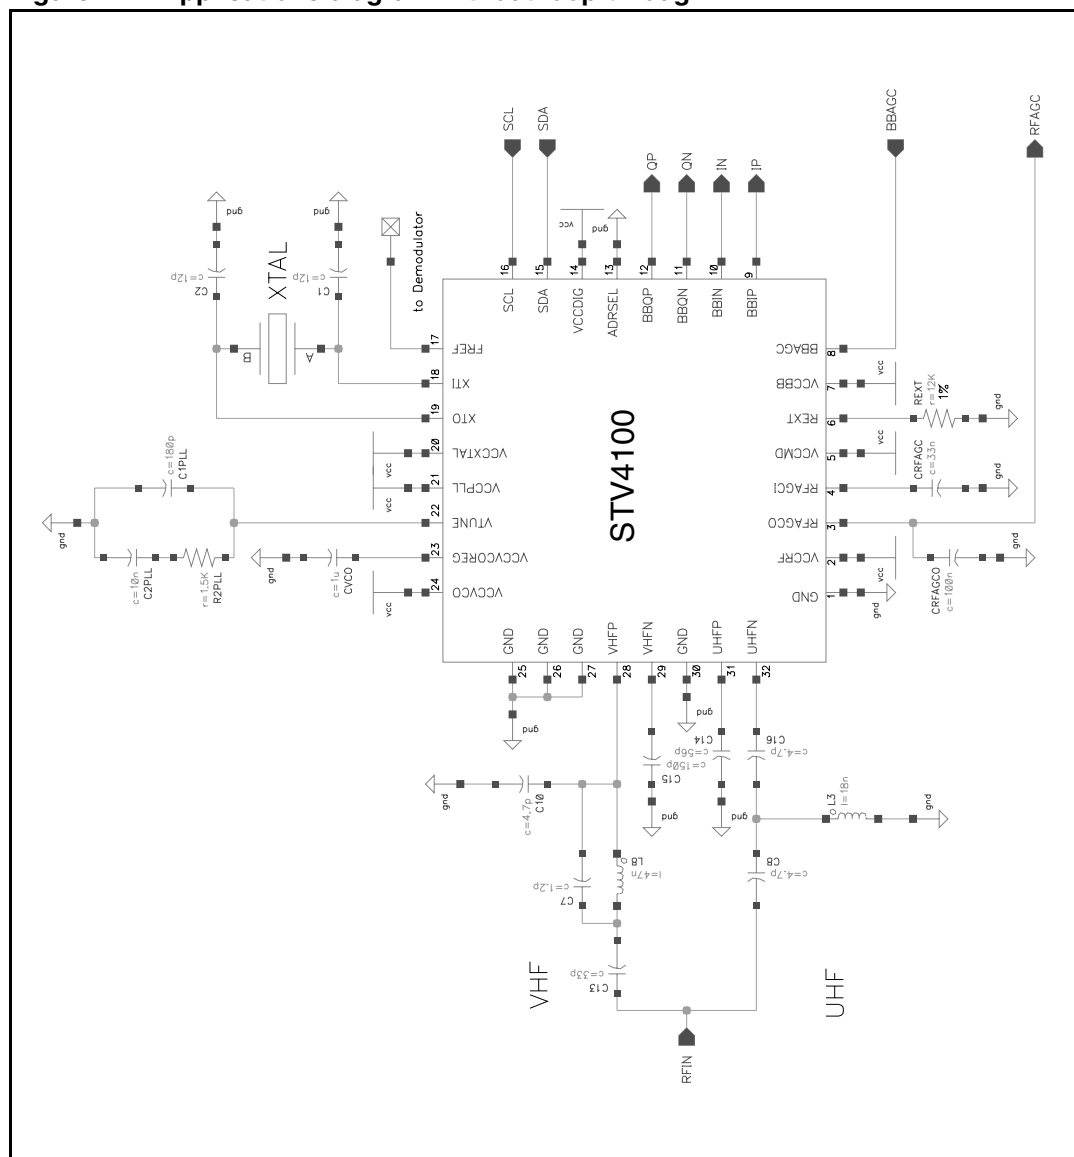 SCL
SDA
QP
QN
IN
IP
BBAGC
RFAGC
gnd
gnd
vcc
gnd
to Demodulator
c=12p
C2
XTAL
c=12p
C1
B
A
16
15
14
13
12
11
10
9
SCL
SDA
VCCDIG
ADRSEL
BBQP
BBQN
BBIN
BBIP
17
FREF
18
XTI
19
XTO
20
VCCXTAL
vcc
21
VCCPLL
vcc
22
VTUNE
23
VCCVCOREG
24
VCCVCO
vcc
STV4100
BBAGC
8
VCCBB
7
vcc
REXT
6
REXT
r=12K
1%
gnd
VCCMD
5
vcc
RFAGCI
4
CRFAGC
c=33n
gnd
RFAGCO
3
VCCRF
2
vcc
CRFAGCO
c=100n
gnd
GND
1
gnd
c=180p
C1PLL
gnd
c=10n
C2PLL
r=1.5K
R2PLL
gnd
c=1u
CVCO
GND
GND
GND
VHFP
VHFN
GND
UHFP
UHFN
25
26
27
28
29
30
31
32
gnd
gnd
gnd
c=4.7p
C10
C15
c=150p
gnd
C14
c=56p
gnd
C16
c=4.7p
L3
l=18n
gnd
c=1.2p
C7
L8
l=47n
C8
c=4.7p
VHF
c=33p
C13
UHF
RFIN